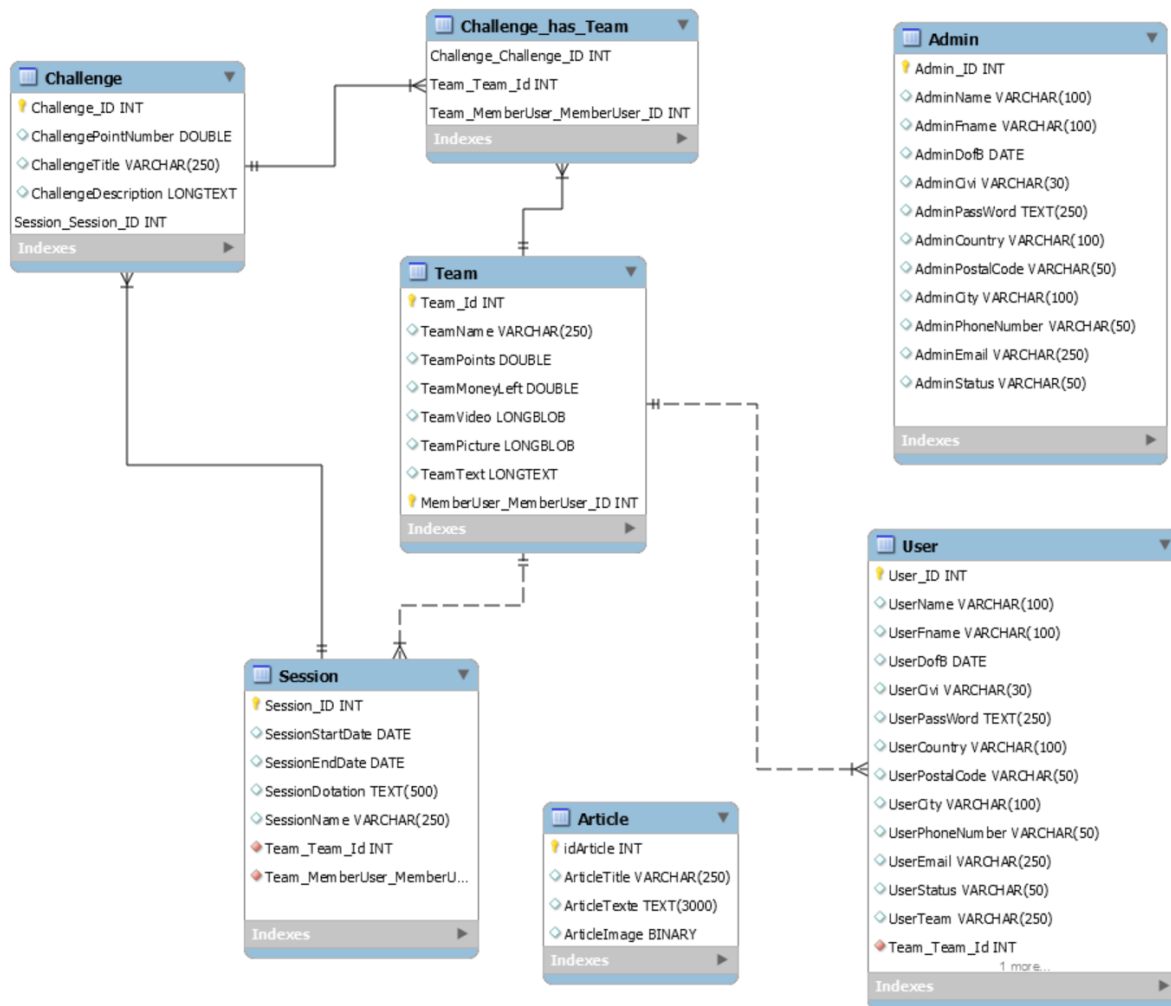 Challenge_has_Team
Challenge_Challenge_ID INT
Team_Team_Id INT
Team_MemberUser_MemberUser_ID INT
Indexes
Admin
Admin_ID INT
AdminName VARCHAR(100)
AdminFname VARCHAR(100)
AdminDofB DATE
AdminCivi VARCHAR(30)
AdminPassWord TEXT(250)
AdminCountry VARCHAR(100)
AdminPostalCode VARCHAR(50)
AdminCity VARCHAR(100)
AdminPhoneNumber VARCHAR(50)
AdminEmail VARCHAR(250)
AdminStatus VARCHAR(50)
Indexes
Challenge
Challenge_ID INT
ChallengePointNumber DOUBLE
ChallengeTitle VARCHAR(250)
ChallengeDescription LONGTEXT
Session_Session_ID INT
Indexes
Team
Team_Id INT
TeamName VARCHAR(250)
TeamPoints DOUBLE
TeamMoneyLeft DOUBLE
TeamVideo LONGBLOB
TeamPicture LONGBLOB
TeamText LONGTEXT
MemberUser_MemberUser_ID INT
Indexes
User
User_ID INT
UserName VARCHAR(100)
UserFname VARCHAR(100)
UserDofB DATE
UserCivi VARCHAR(30)
UserPassWord TEXT(250)
UserCountry VARCHAR(100)
UserPostalCode VARCHAR(50)
UserCity VARCHAR(100)
UserPhoneNumber VARCHAR(50)
UserEmail VARCHAR(250)
UserStatus VARCHAR(50)
UserTeam VARCHAR(250)
Team_Team_Id INT
1 more...
Indexes
Session
Session_ID INT
SessionStartDate DATE
SessionEndDate DATE
SessionDotation TEXT(500)
SessionName VARCHAR(250)
Team_Team_Id INT
Team_MemberUser_MemberU...
Indexes
Article
idArticle INT
ArticleTitle VARCHAR(250)
ArticleTexte TEXT(3000)
ArticleImage BINARY
Indexes